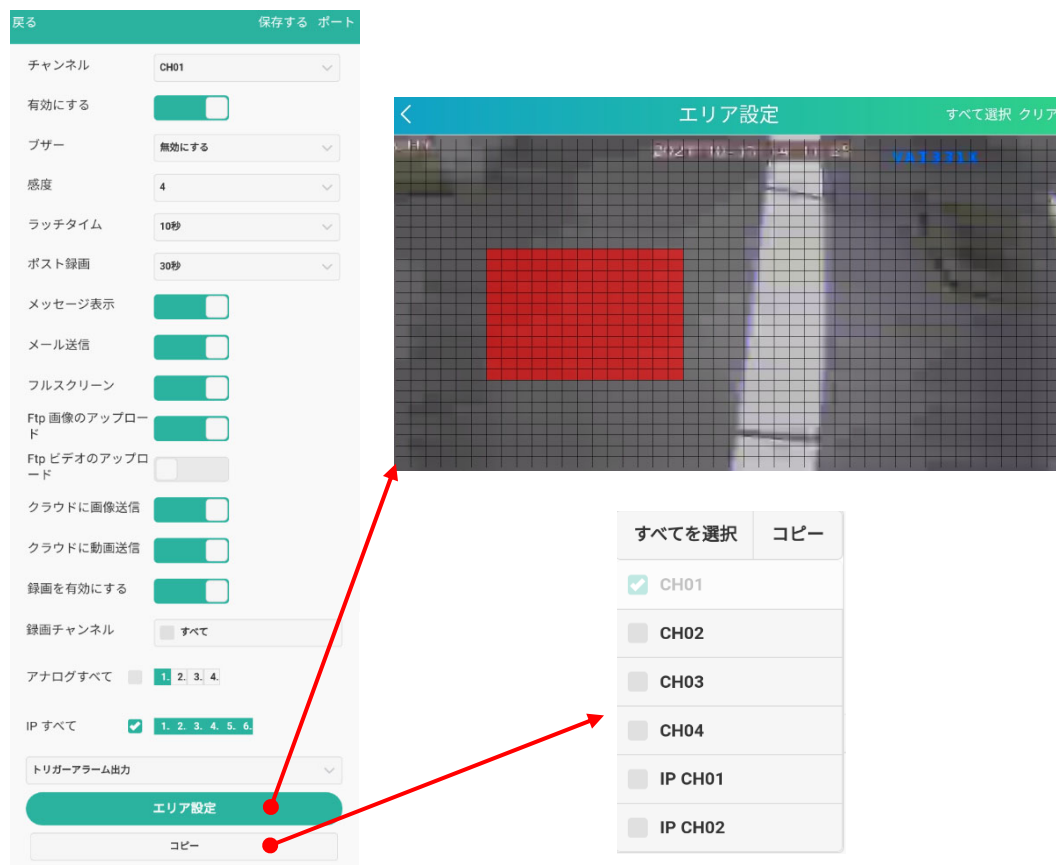 戻る 保存する ポート
チャンネル CH01
有効にする
ブザー 無効にする
感度 4
ラッチタイム 10秒
ポスト録画 30秒
メッセージ表示
メール送信
フルスクリーン
Ftp 画像のアップロー
ド
Ftp ビデオのアップロ
ード
クラウドに画像送信
クラウドに動画送信
録画を有効にする
録画チャンネル すべて
アナログすべて 1. 2. 3. 4.
IP すべて 1. 2. 3. 4. 5. 6.
トリガーアラーム出力
エリア設定
コピー
エリア設定 すべて選択 クリア
すべてを選択 コピー
CH01
CH02
CH03
CH04
IP CH01
IP CH02